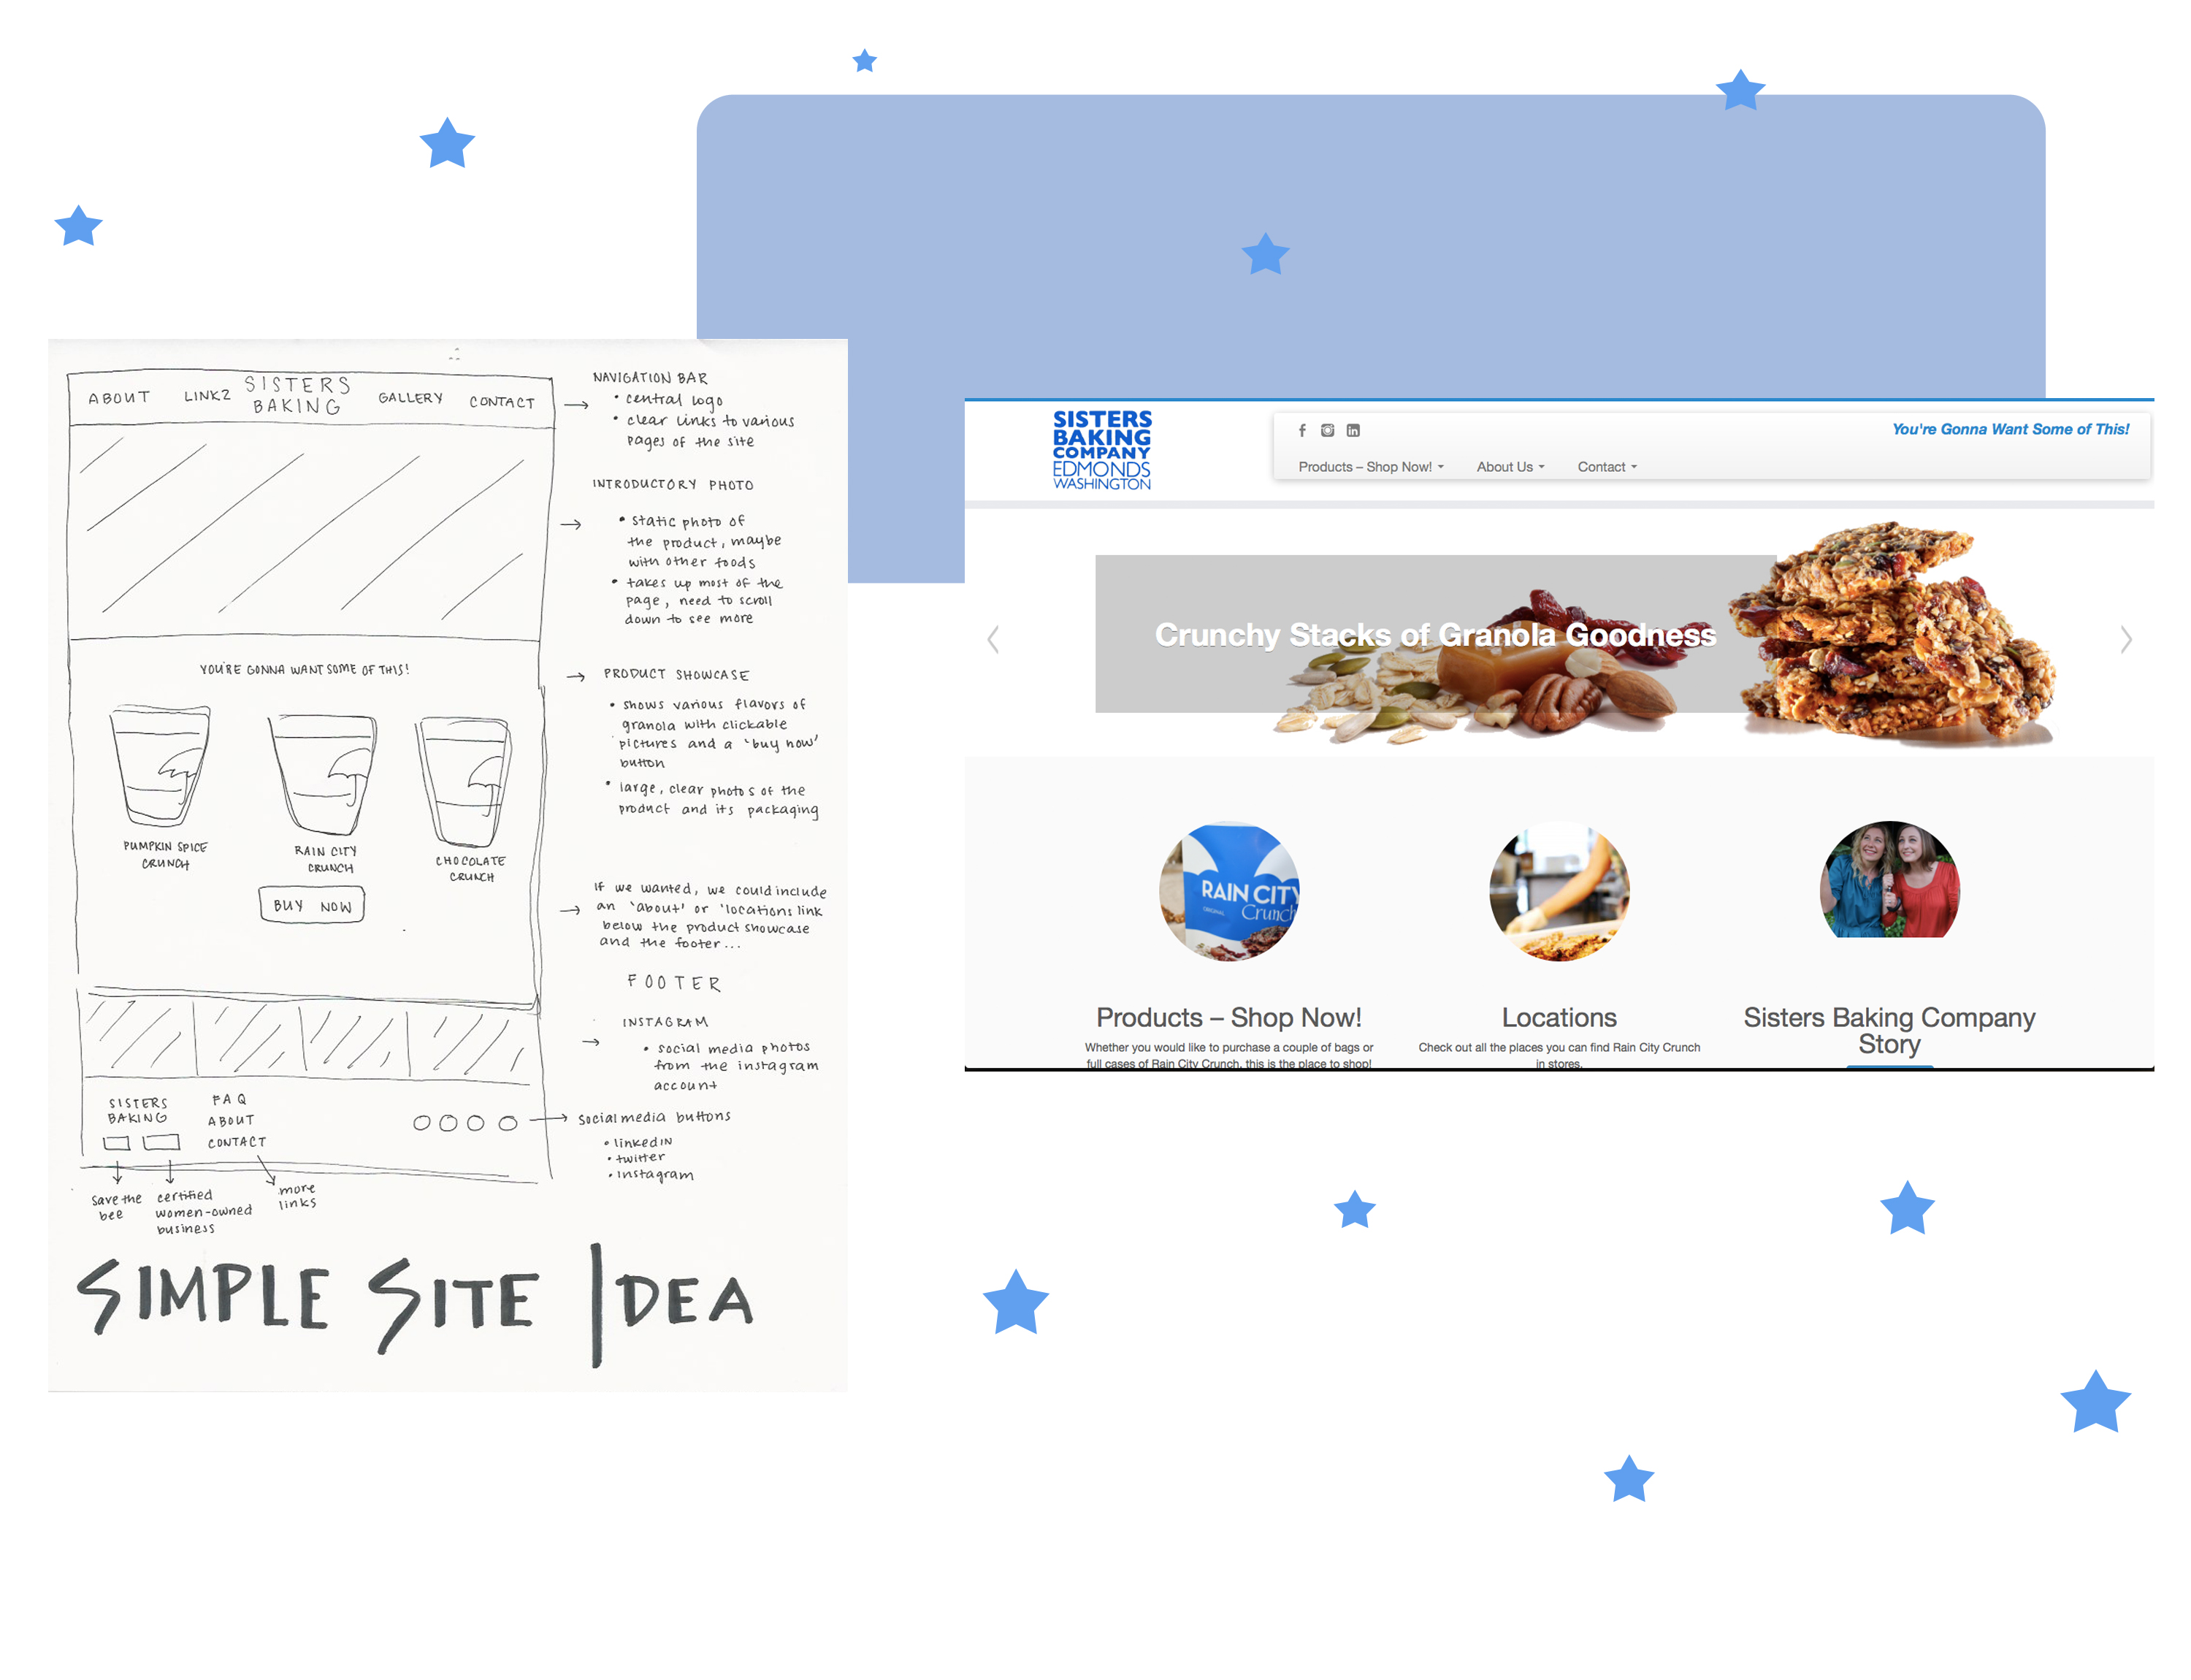 ABOUT
LINK2
SISTERS
BAKING
GALLERY
CONTACT
YOU'RE GONNA WANT SOME OF THIS!
PUMPKIN SPICE
CRUNCH
RAIN CITY
CRUNCH
CHOCOLATE
CRUNCH
BUY NOW
SISTERS
BAKING
FAQ
ABOUT
CONTACT
save the
bee
certified
women-owned
business
more
links
NAVIGATION BAR
• central logo
• clear links to various
pages of the site
INTRODUCTORY PHOTO
• static photo of
the product, maybe
with other foods
• takes up most of the
page, need to scroll
down to see more
PRODUCT SHOWCASE
• shows various flavors of
granola with clickable
pictures and a 'buy now'
button
• large, clear photos of the
product and its packaging
If we wanted, we could include
an 'about' or 'locations link
below the product showcase
and the footer...
FOOTER
INSTAGRAM
• social media photos
from the instagram
account
social media buttons
• linkedIN
• twitter
• instagram
SIMPLE SITE IDEA
SISTERS
BAKING
COMPANY
EDMONDS
WASHINGTON
You're Gonna Want Some of This!
Products – Shop Now!
About Us
Contact
Crunchy Stacks of Granola Goodness
RAIN CITY
ORIGINAL
Crunch
Products – Shop Now!
Whether you would like to purchase a couple of bags or
full cases of Rain City Crunch, this is the place to shop!
Locations
Check out all the places you can find Rain City Crunch
in stores.
Sisters Baking Company
Story